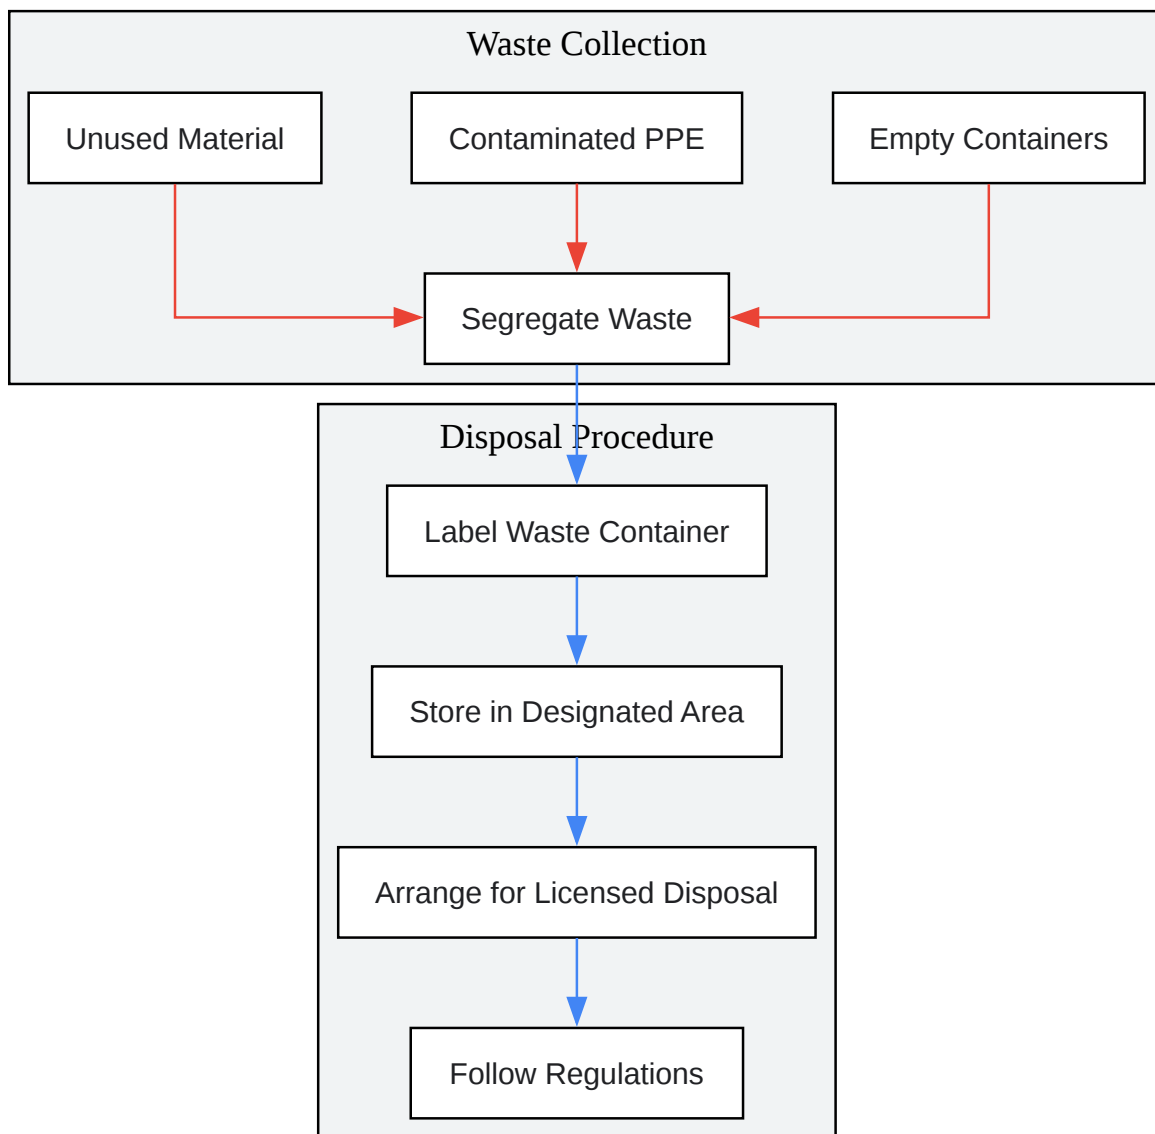 Waste Collection
Unused Material
Contaminated PPE
Empty Containers
Segregate Waste
Disposal Procedure
Label Waste Container
Store in Designated Area
Arrange for Licensed Disposal
Follow Regulations